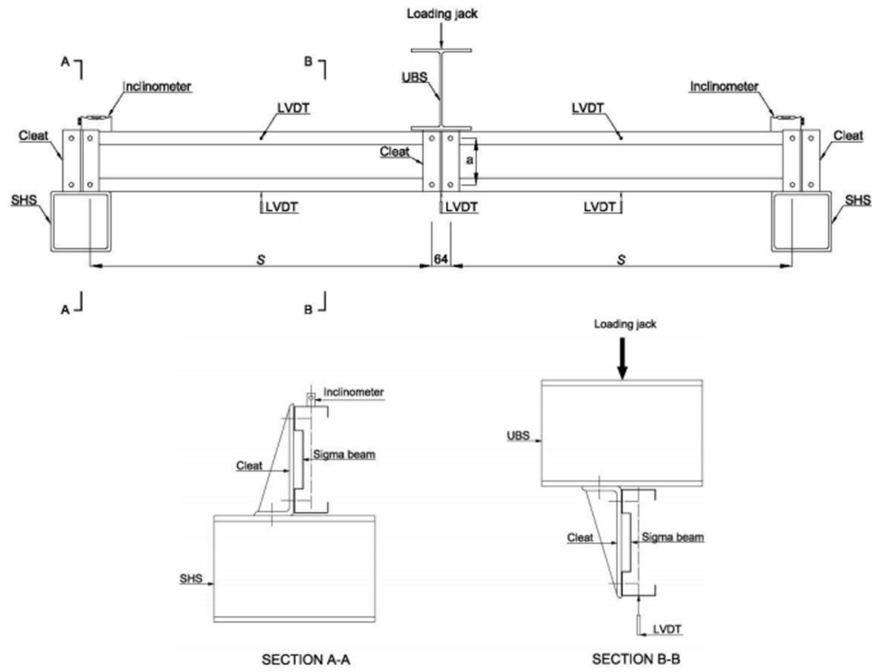 Loading jack
A
B
UBS
Inclinometer
LVDT
LVDT
Inclinometer
Cleat
Cleat
a
Cleat
SHS
LVDT
LVDT
LVDT
SHS
S
64
S
A
B
Loading jack
Inclinometer
UBS
Cleat
Sigma beam
Cleat
Sigma beam
SHS
LVDT
SECTION A-A
SECTION B-B